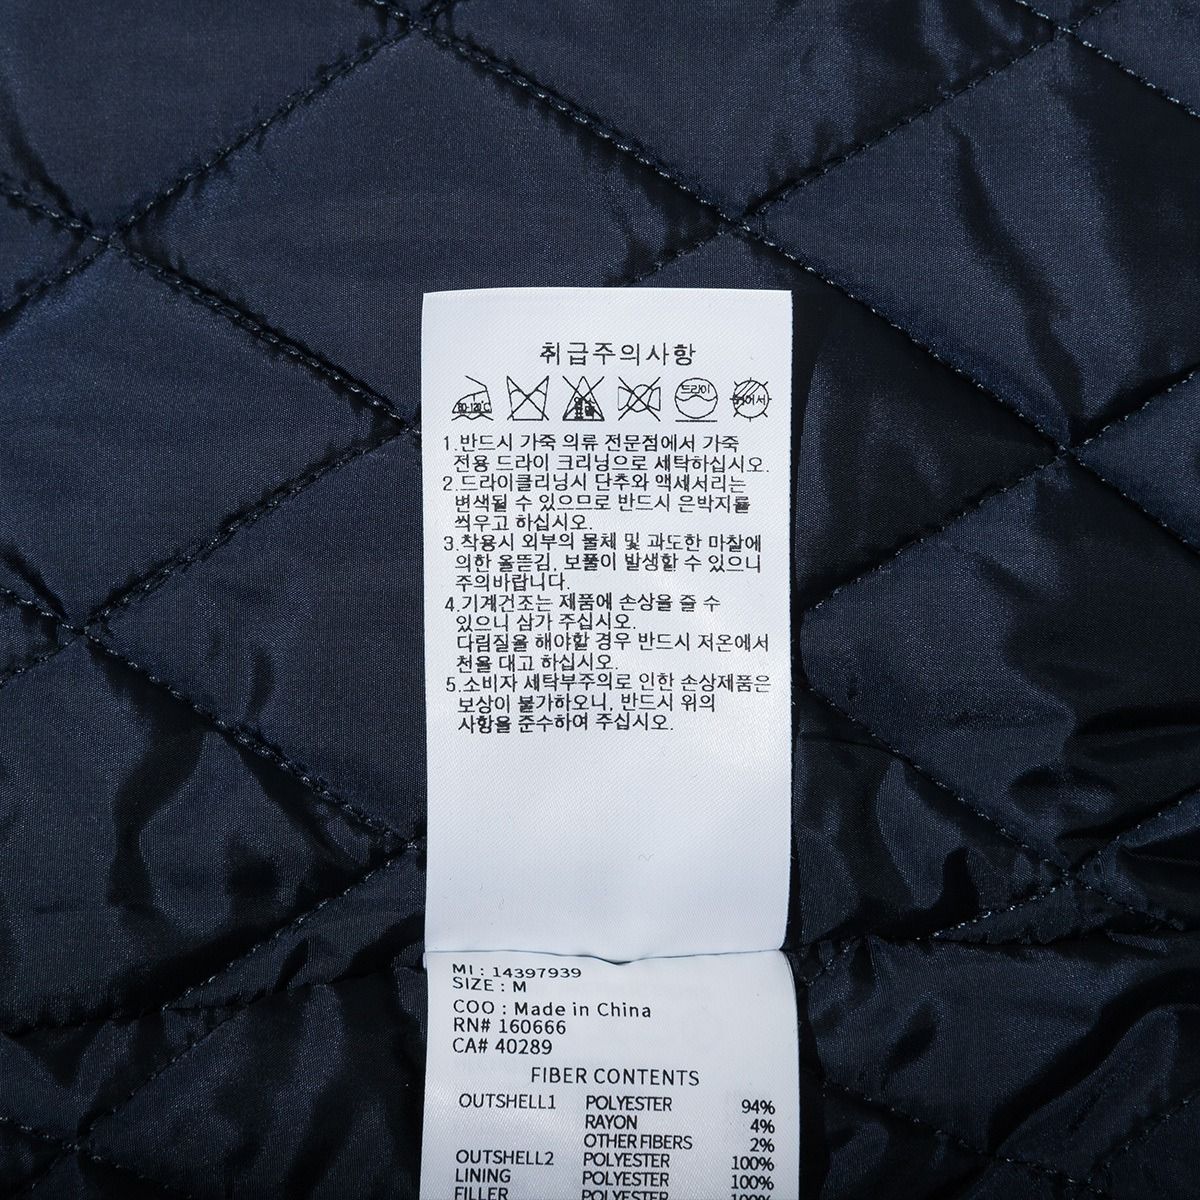 취급주의사항
80-120℃ 염소 표백 드라이 뉘어서
1.반드시 가죽 의류 전문점에서 가죽
전용 드라이 크리닝으로 세탁하십시오.
2.드라이클리닝시 단추와 액세서리는
변색될 수 있으므로 반드시 은박지를
씌우고 하십시오.
3.착용시 외부의 물체 및 과도한 마찰에
의한 올뜯김, 보풀이 발생할 수 있으니
주의바랍니다.
4.기계건조는 제품에 손상을 줄 수
있으니 삼가 주십시오.
다림질을 해야할 경우 반드시 저온에서
천을 대고 하십시오.
5.소비자 세탁부주의로 인한 손상제품은
보상이 불가하오니, 반드시 위의
사항을 준수하여 주십시오.
MI : 14397939
SIZE : M
COO : Made in China
RN# 160666
CA# 40289
FIBER CONTENTS
OUTSHELL1 POLYESTER 94%
RAYON 4%
OTHER FIBERS 2%
OUTSHELL2 POLYESTER 100%
LINING POLYESTER 100%
FILLER POLYESTER 100%